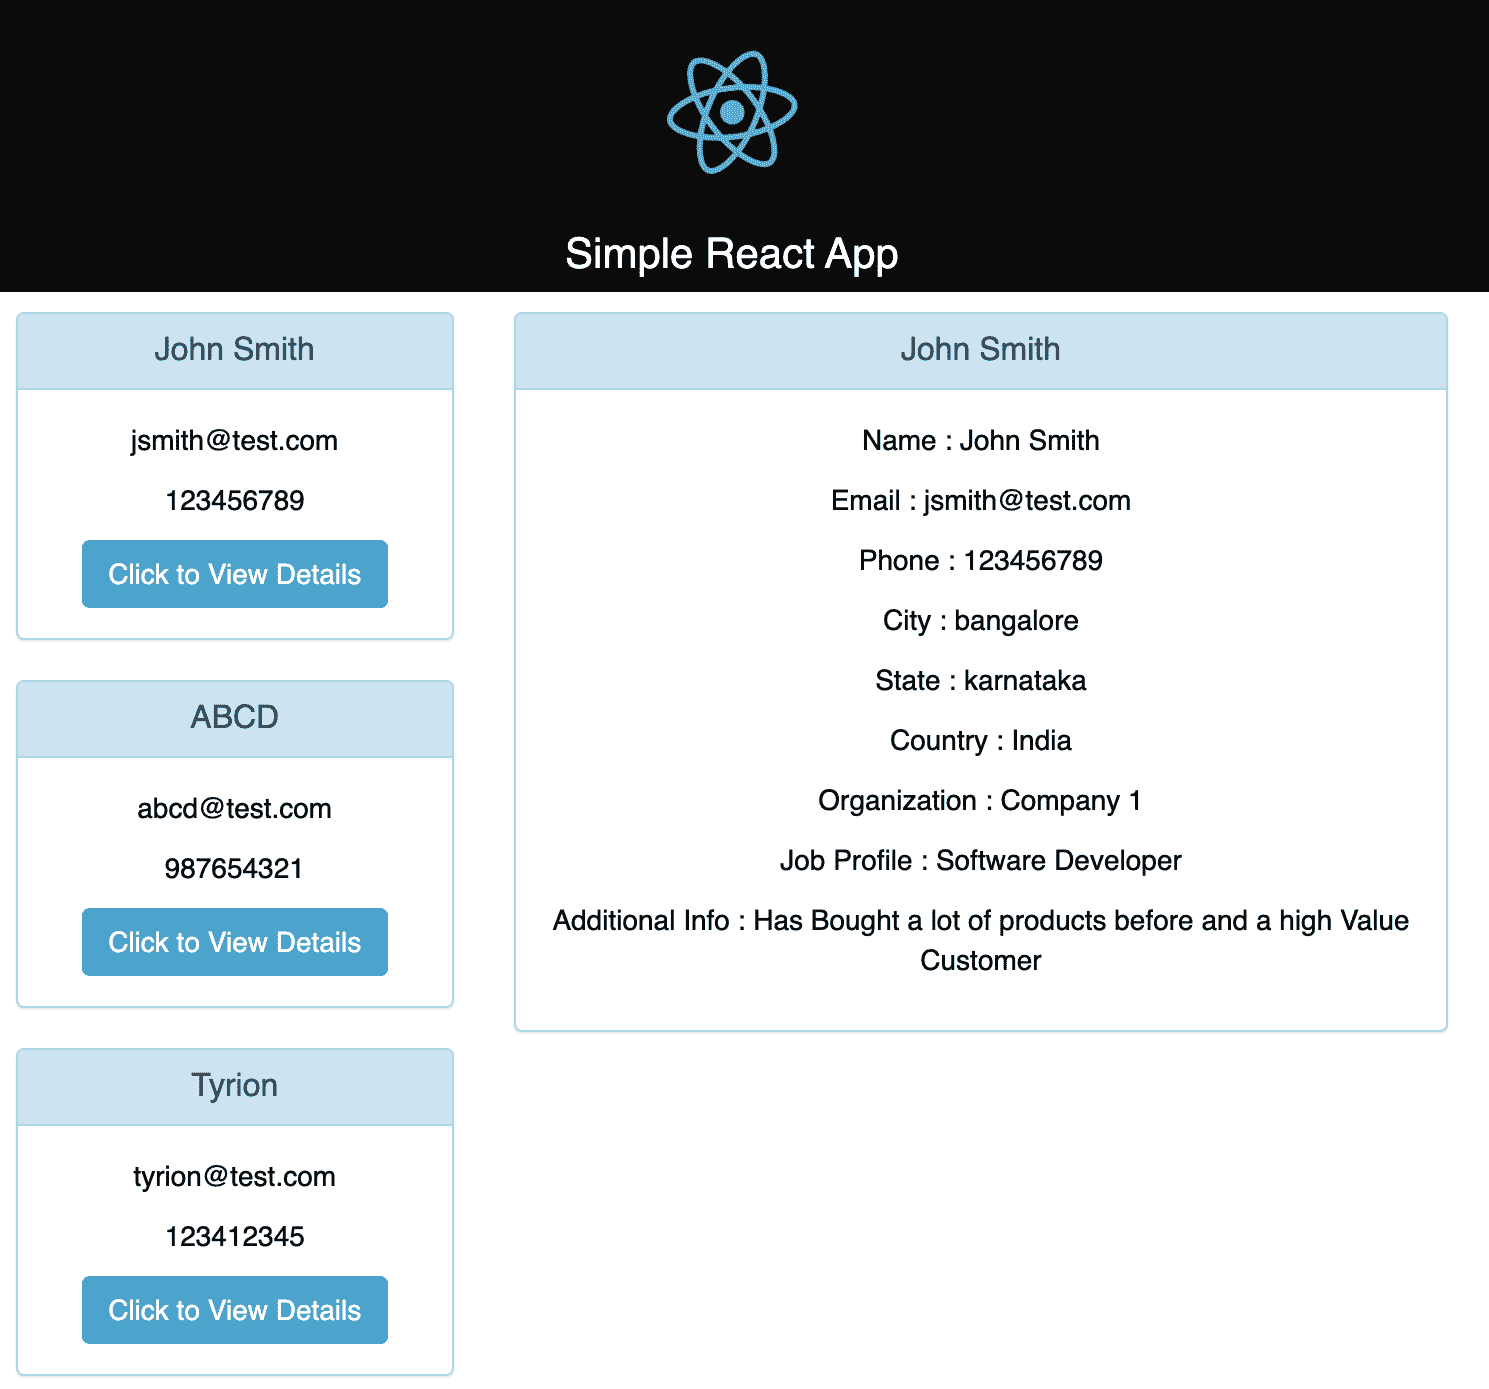 Simple React App
John Smith
jsmith@test.com
123456789
Click to View Details
ABCD
abcd@test.com
987654321
Click to View Details
Tyrion
tyrion@test.com
123412345
Click to View Details
John Smith
Name : John Smith
Email : jsmith@test.com
Phone : 123456789
City : bangalore
State : karnataka
Country : India
Organization : Company 1
Job Profile : Software Developer
Additional Info : Has Bought a lot of products before and a high Value
Customer